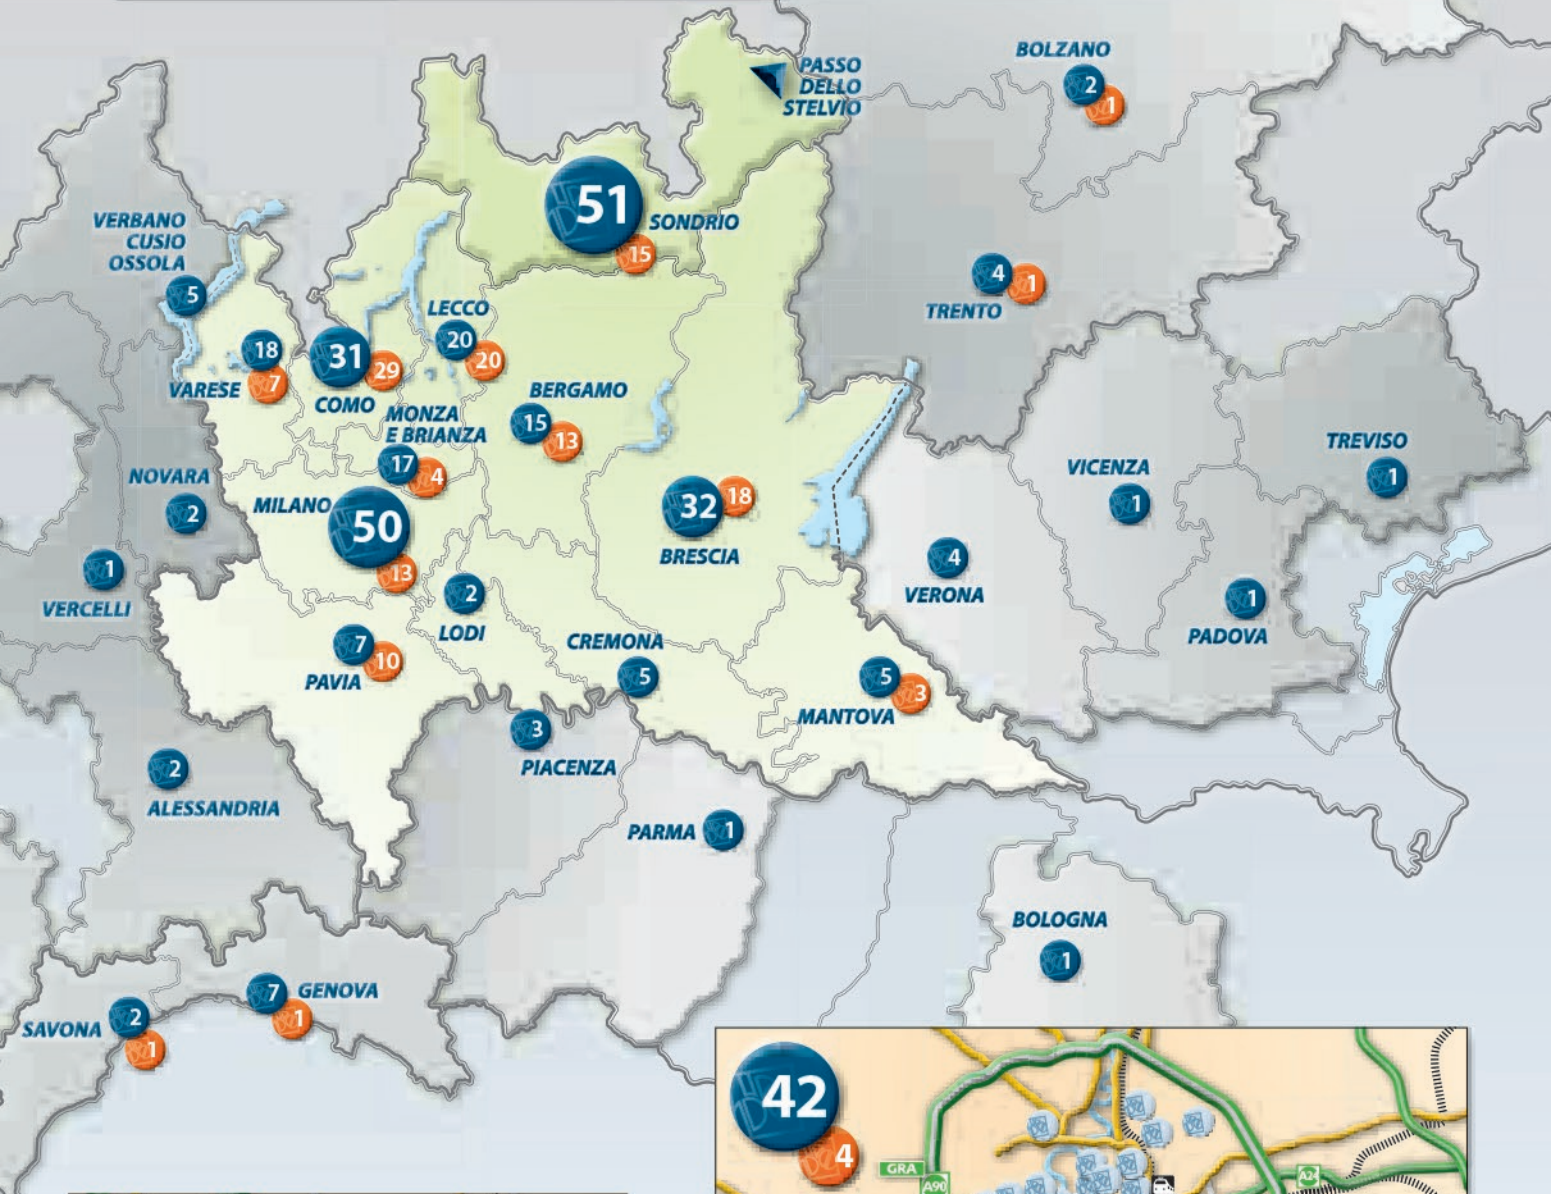 BOLZANO
2
1
PASSO
DELLO
STELVIO
51
SONDRIO
15
VERBANO
CUSIO
OSSOLA
5
4
1
TRENTO
LECCO
20
20
18
7
VARESE
31
29
COMO
BERGAMO
15
13
MONZA
E BRIANZA
17
4
TREVISO
1
VICENZA
1
NOVARA
2
MILANO
50
13
32
18
BRESCIA
4
VERONA
1
VERCELLI
2
LODI
1
PADOVA
7
10
PAVIA
CREMONA
5
5
3
MANTOVA
3
PIACENZA
2
ALESSANDRIA
PARMA
1
BOLOGNA
1
7
GENOVA
1
SAVONA
2
1
42
4
GRA
A90
A24